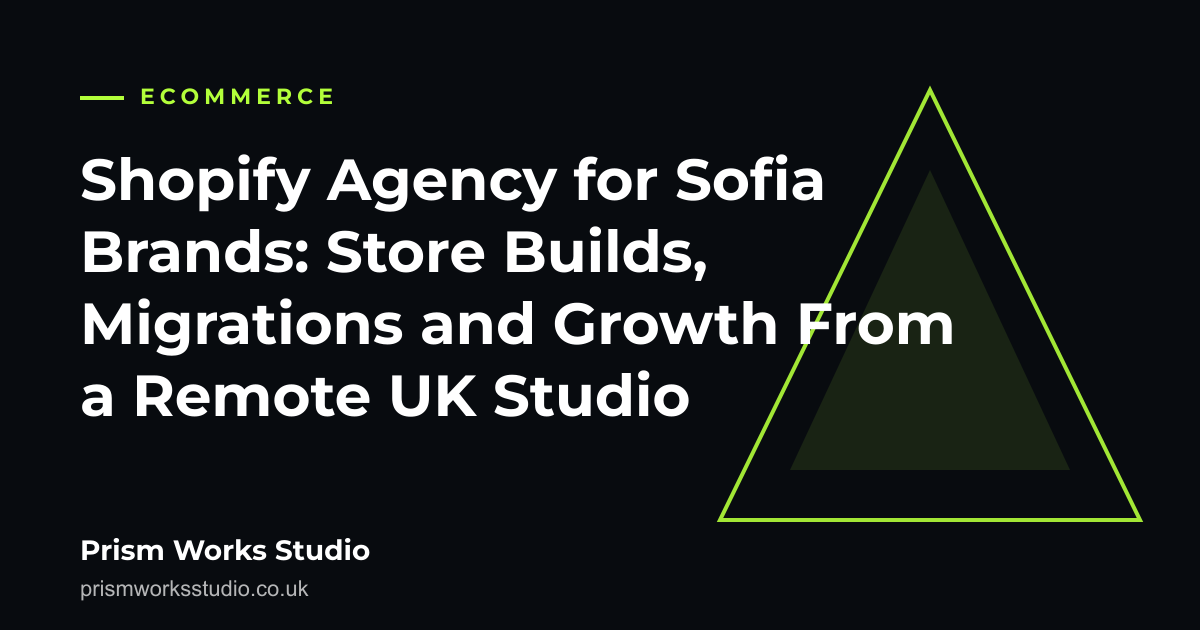 ECOMMERCE
Shopify Agency for Sofia
Brands: Store Builds,
Migrations and Growth From
a Remote UK Studio
Prism Works Studio
prismworksstudio.co.uk